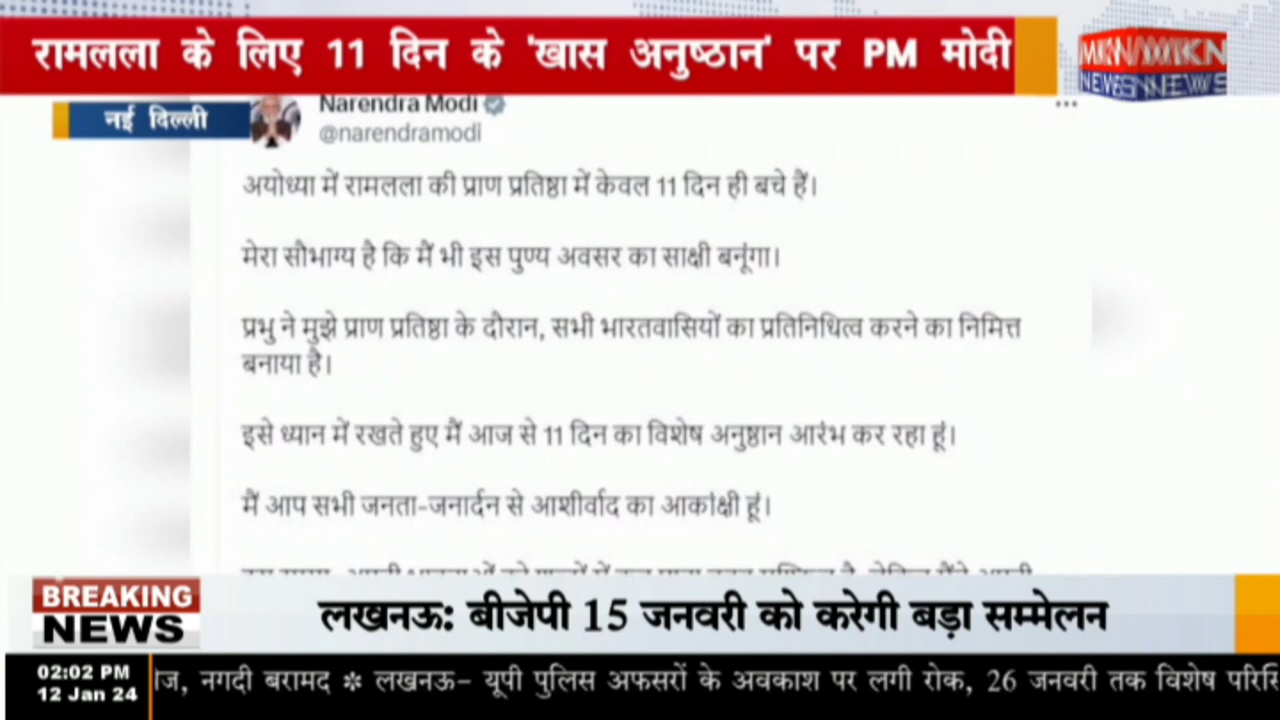 रामलला के लिए 11 दिन के 'खास अनुष्ठान' पर PM मोदी
नई दिल्ली
Narendra Modi
@narendramodi
अयोध्या में रामलला की प्राण प्रतिष्ठा में केवल 11 दिन ही बचे हैं।
मेरा सौभाग्य है कि मैं भी इस पुण्य अवसर का साक्षी बनूंगा।
प्रभु ने मुझे प्राण प्रतिष्ठा के दौरान, सभी भारतवासियों का प्रतिनिधित्व करने का निमित्त
बनाया है।
इसे ध्यान में रखते हुए मैं आज से 11 दिन का विशेष अनुष्ठान आरंभ कर रहा हूं।
मैं आप सभी जनता-जनार्दन से आशीर्वाद का आकांक्षी हूं।
BREAKING
NEWS
लखनऊ: बीजेपी 15 जनवरी को करेगी बड़ा सम्मेलन
02:02 PM
12 Jan 24
नगदी बरामद ❊ लखनऊ– यूपी पुलिस अफसरों के अवकाश पर लगी रोक, 26 जनवरी तक विशेष